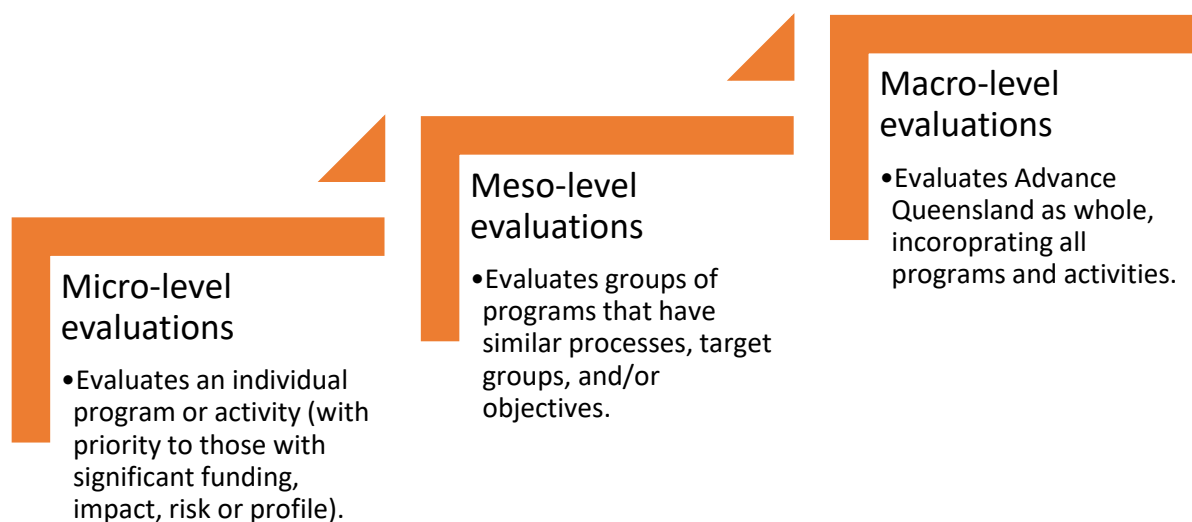 Micro-level
evaluations
•Evaluates an individual
program or activity (with
priority to those with
significant funding,
impact, risk or profile).
Meso-level
evaluations
•Evaluates groups of
programs that have
similar processes, target
groups, and/or
objectives.
Macro-level
evaluations
•Evaluates Advance
Queensland as whole,
incoroprating all
programs and activities.